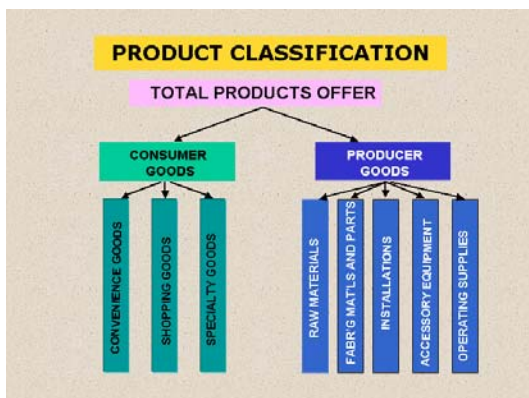 PRODUCT CLASSIFICATION
TOTAL PRODUCTS OFFER
CONSUMER
GOODS
PRODUCER
GOODS
CONVENIENCE GOODS
SHOPPING GOODS
SPECIALTY GOODS
RAW MATERIALS
FABR'G MAT'LS AND PARTS
INSTALLATIONS
ACCESSORY EQUIPMENT
OPERATING SUPPLIES